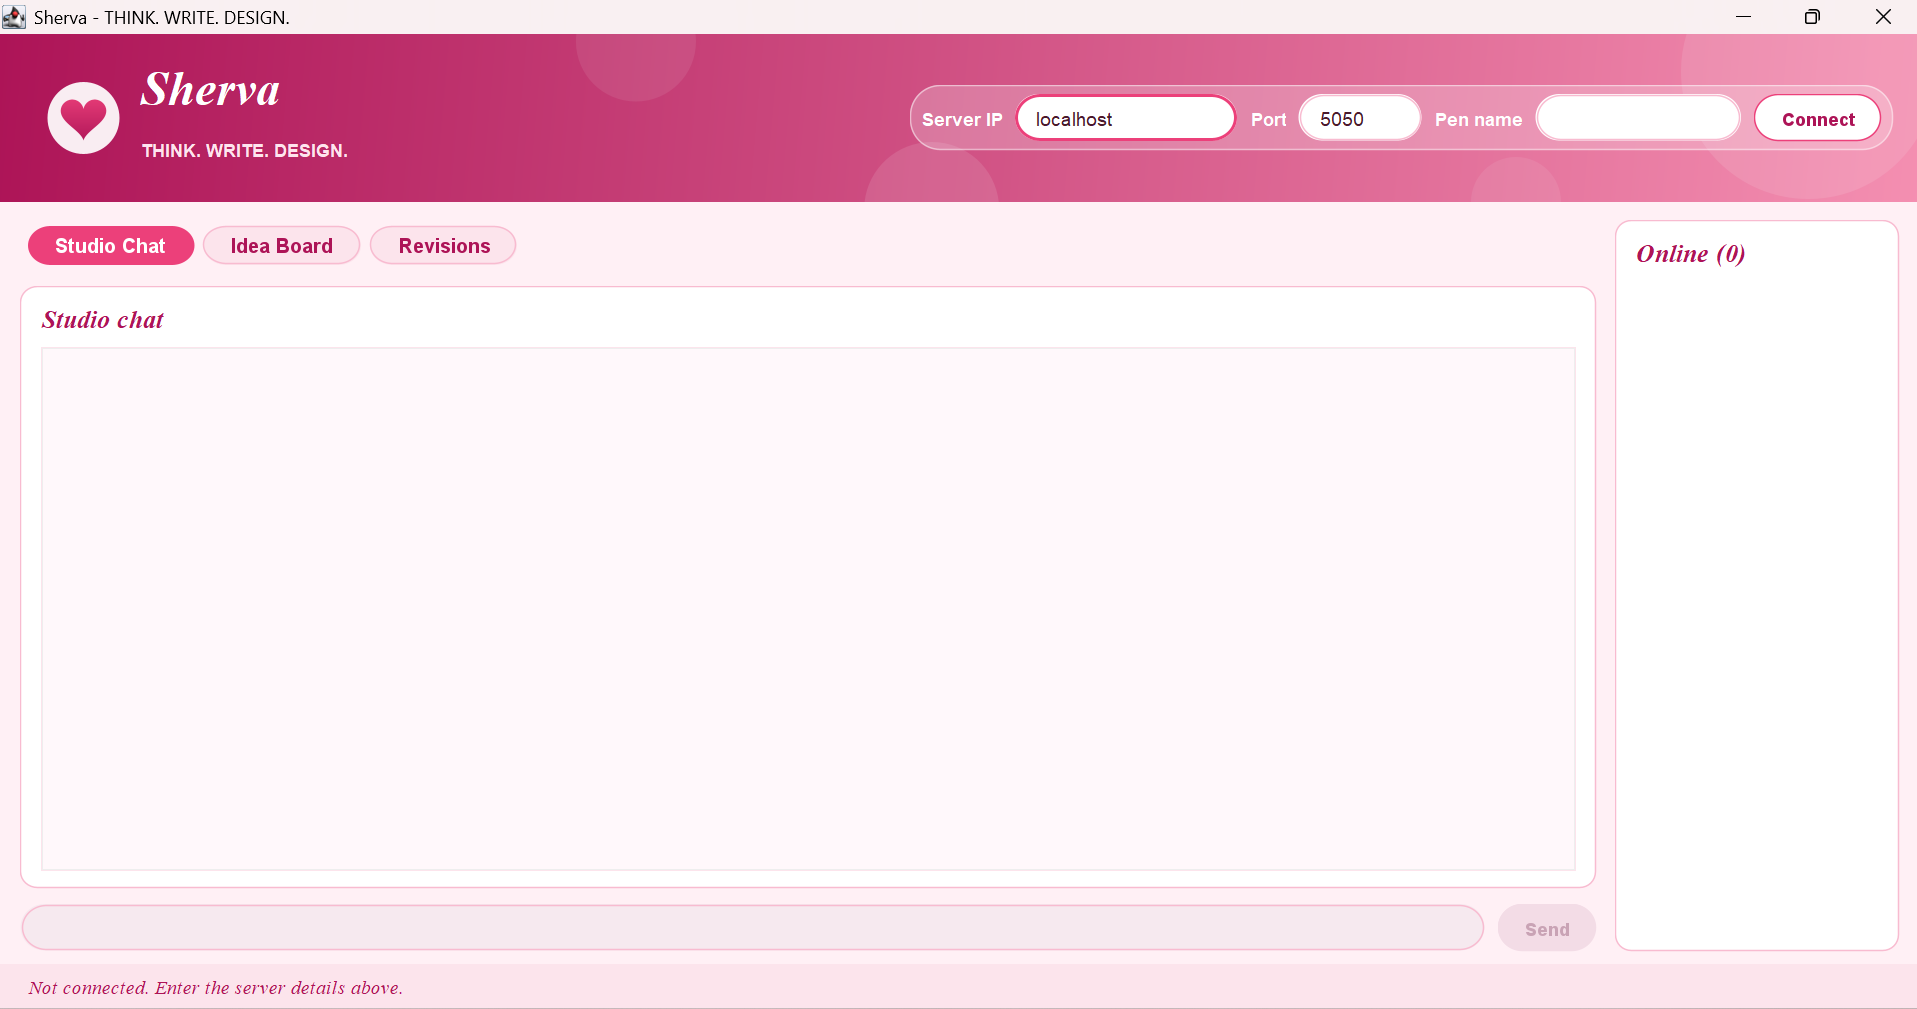 Sherva - THINK. WRITE. DESIGN.
Sherva
THINK. WRITE. DESIGN.
Server IP localhost Port 5050 Pen name Connect
Studio Chat Idea Board Revisions
Online (0)
Studio chat
Send
Not connected. Enter the server details above.